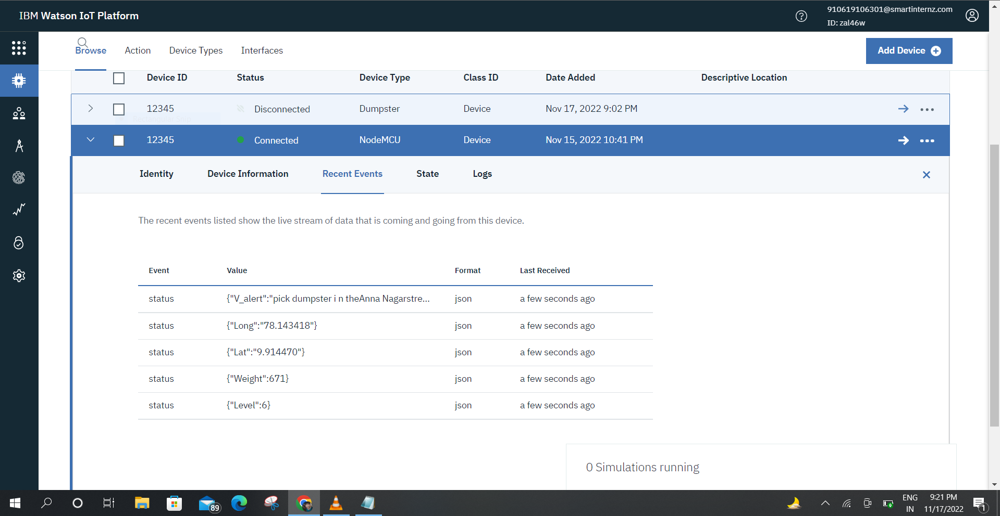 IBM Watson IoT Platform
910619106301@smartinternz.com
ID: zal46w
Browse Action Device Types Interfaces
Add Device
Device ID Status Device Type Class ID Date Added Descriptive Location
12345 Disconnected Dumpster Device Nov 17, 2022 9:02 PM
Rectangular Snip
12345 Connected NodeMCU Device Nov 15, 2022 10:41 PM
Identity Device Information Recent Events State Logs
The recent events listed show the live stream of data that is coming and going from this device.
Event Value Format Last Received
status {"V_alert":"pick dumpster i n theAnna Nagarstre... json a few seconds ago
status {"Long":"78.143418"} json a few seconds ago
status {"Lat":"9.914470"} json a few seconds ago
status {"Weight":671} json a few seconds ago
status {"Level":6} json a few seconds ago
0 Simulations running
89
ENG
IN
9:21 PM
11/17/2022
1